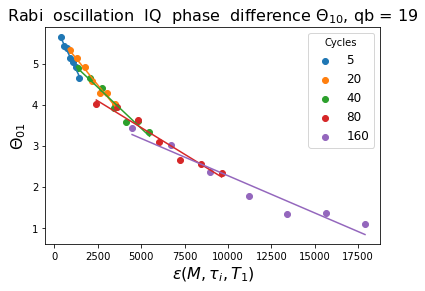 Rabi oscillation IQ phase difference Θ₁₀, qb = 19
Cycles
5
20
40
80
160
5
4
3
2
1
Θ₀₁
0 2500 5000 7500 10000 12500 15000 17500
ε(M, τᵢ, T₁)